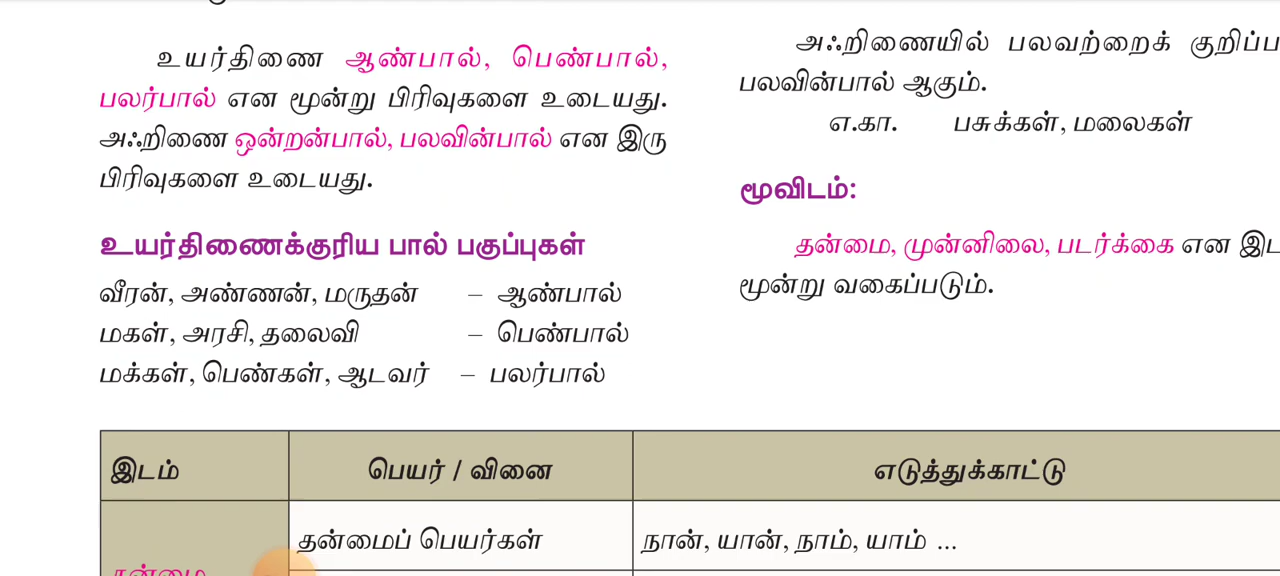 உயர்திணை ஆண்பால், பெண்பால்,
பலர்பால் என மூன்று பிரிவுகளை உடையது.
அஃறிணை ஒன்றன்பால், பலவின்பால் என இரு
பிரிவுகளை உடையது.
உயர்திணைக்குரிய பால் பகுப்புகள்
வீரன், அண்ணன், மருதன் – ஆண்பால்
மகள், அரசி, தலைவி – பெண்பால்
மக்கள், பெண்கள், ஆடவர் – பலர்பால்
அஃறிணையில் பலவற்றைக்
பலவின்பால் ஆகும்.
எ.கா. பசுக்கள், மலைகள்
மூவிடம்:
தன்மை, முன்னிலை, படர்க்கை என
மூன்று வகைப்படும்.
இடம் பெயர் / வினை எடுத்துக்காட்டு
தன்மைப் பெயர்கள் நான், யான், நாம், யாம் ...